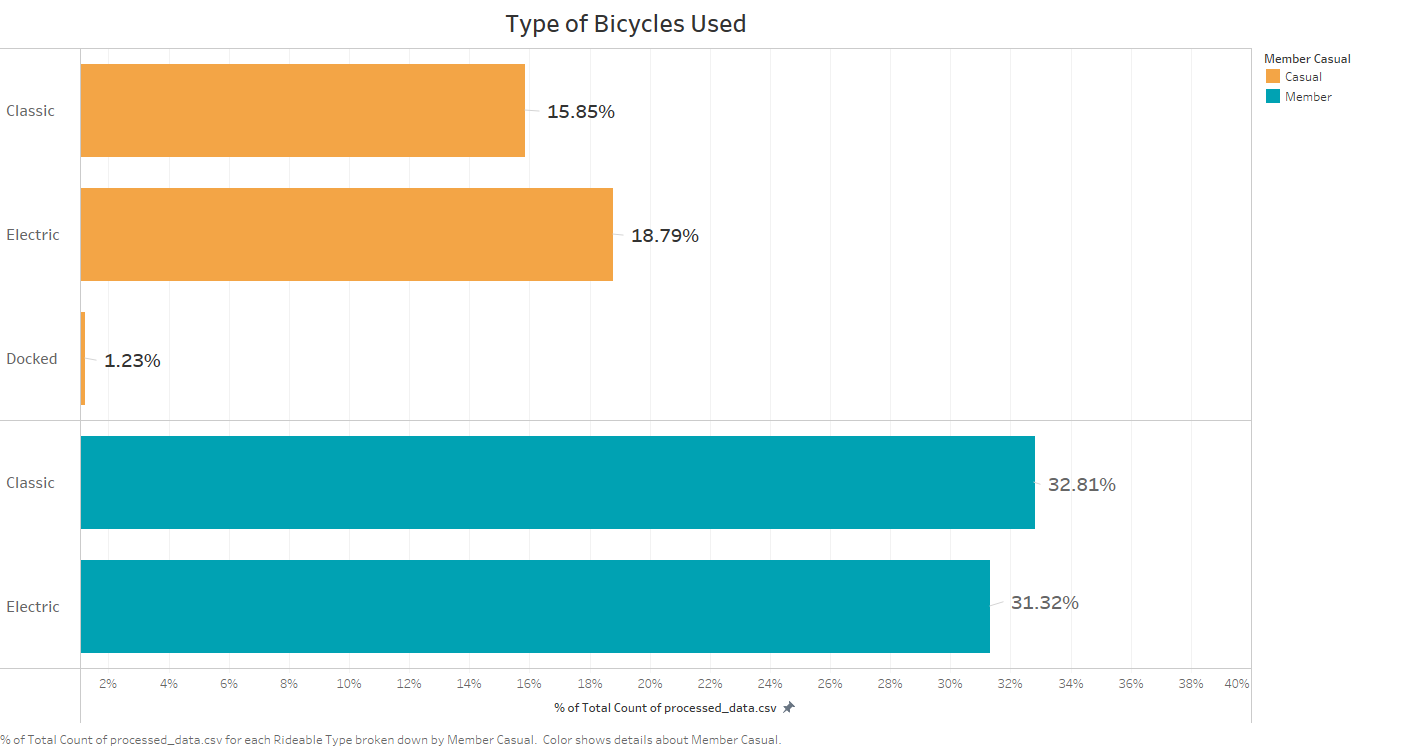 Type of Bicycles Used
Member Casual
Casual
Member
Classic
15.85%
Electric
18.79%
Docked
1.23%
Classic
32.81%
Electric
31.32%
2% 4% 6% 8% 10% 12% 14% 16% 18% 20% 22% 24% 26% 28% 30% 32% 34% 36% 38% 40%
% of Total Count of processed_data.csv
% of Total Count of processed_data.csv for each Rideable Type broken down by Member Casual. Color shows details about Member Casual.